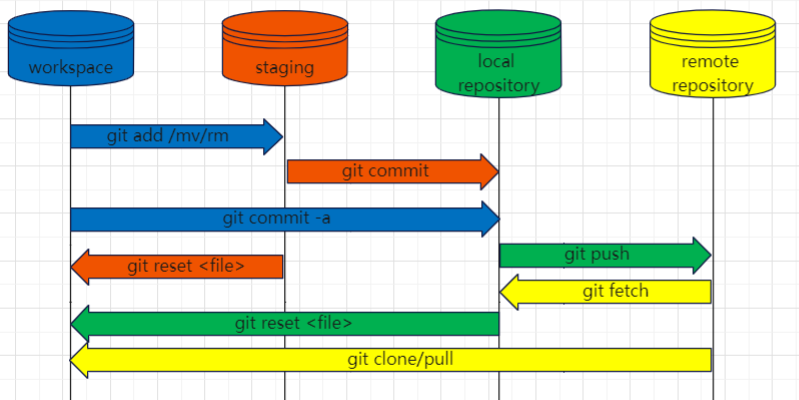 workspace
staging
local
repository
remote
repository
git add /mv/rm
git commit
git commit -a
git push
git reset <file>
git fetch
git reset <file>
git clone/pull